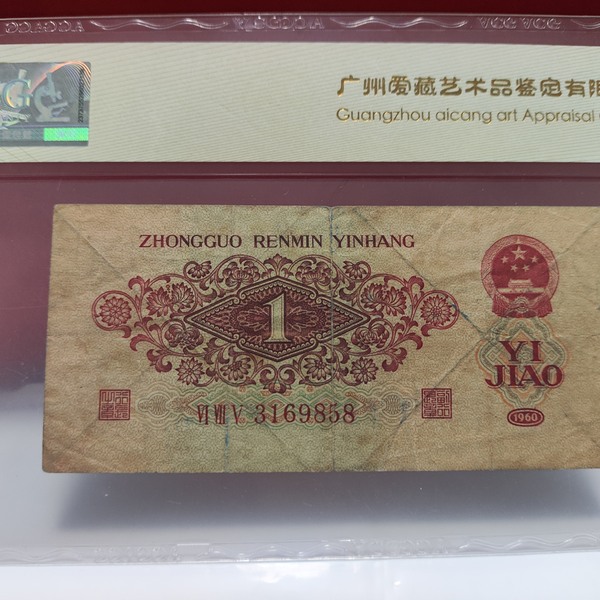 广州爱藏艺术品鉴定有限
Guangzhou aicang art Appraisal
ZHONGGUO RENMIN YINHANG
1
YI
JIAO
VI VII V 3169858
1960